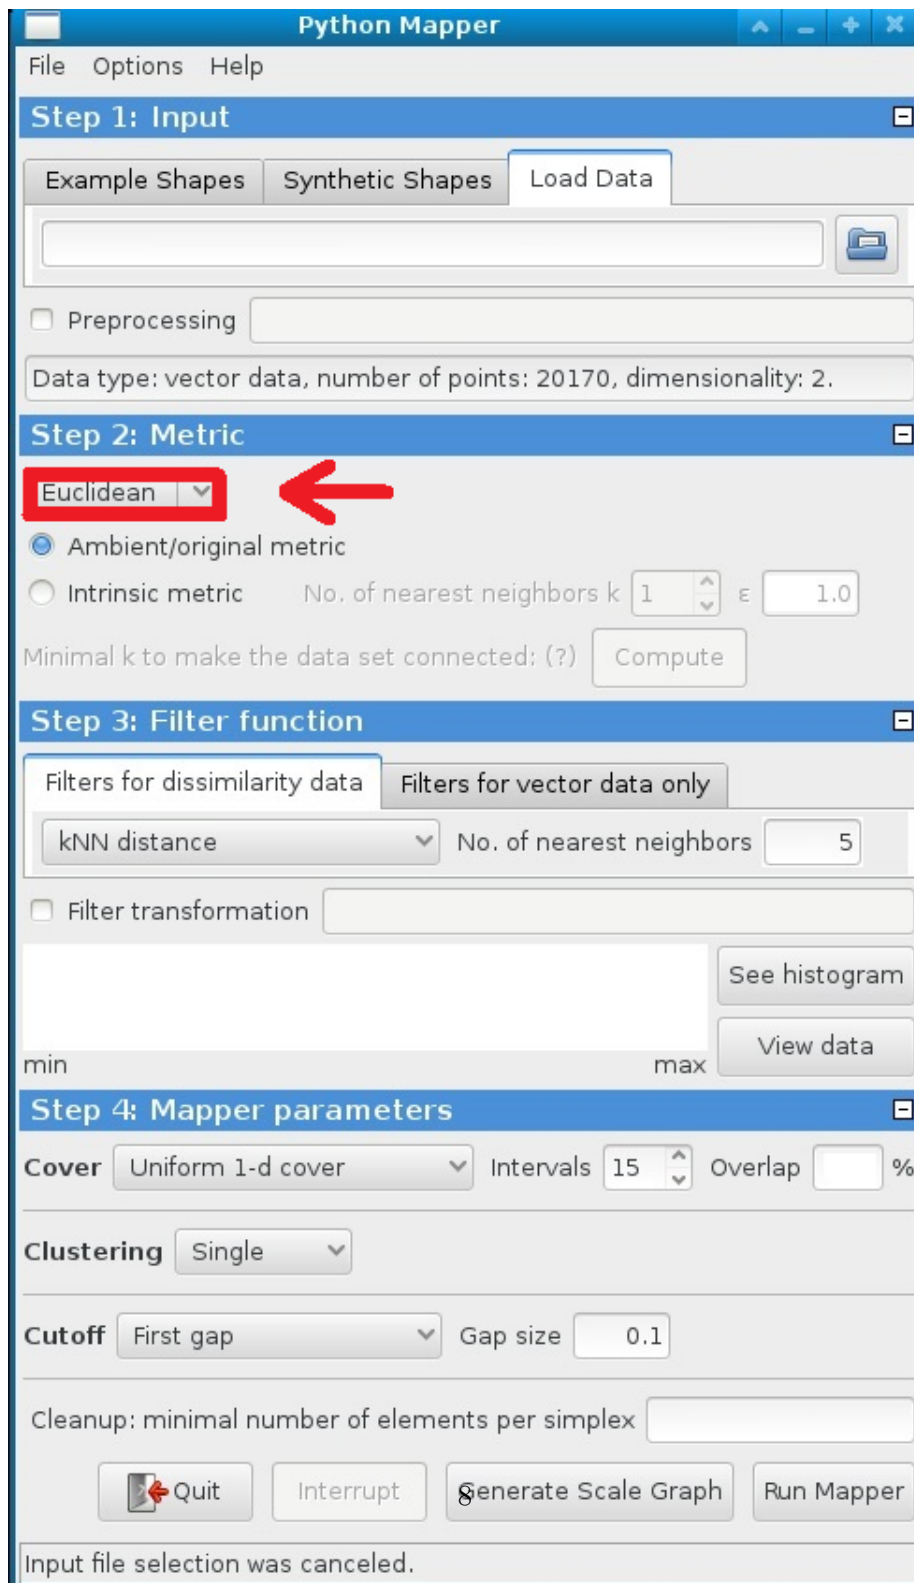 Python Mapper
File Options Help
Step 1: Input
Example Shapes Synthetic Shapes Load Data
Preprocessing
Data type: vector data, number of points: 20170, dimensionality: 2.
Step 2: Metric
Euclidean
Ambient/original metric
Intrinsic metric No. of nearest neighbors k 1 ε 1.0
Minimal k to make the data set connected: (?) Compute
Step 3: Filter function
Filters for dissimilarity data Filters for vector data only
kNN distance No. of nearest neighbors 5
Filter transformation
See histogram
View data
min max
Step 4: Mapper parameters
Cover Uniform 1-d cover Intervals 15 Overlap %
Clustering Single
Cutoff First gap Gap size 0.1
Cleanup: minimal number of elements per simplex
Quit Interrupt Generate Scale Graph Run Mapper
8
Input file selection was canceled.